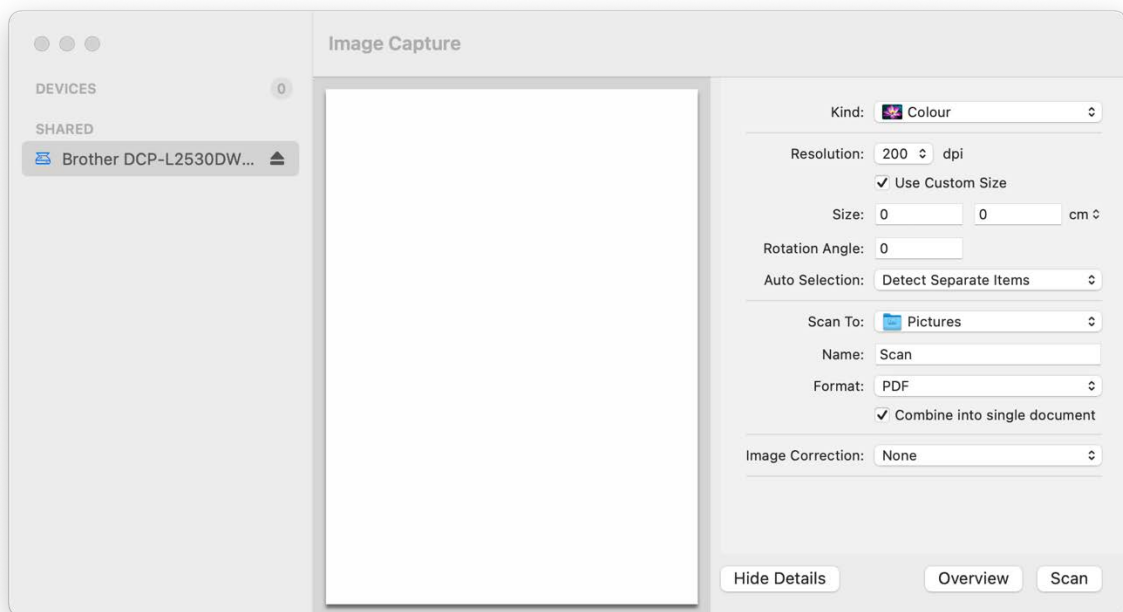 Image Capture
DEVICES 0
SHARED
Brother DCP-L2530DW...
Kind: Colour
Resolution: 200 dpi
Use Custom Size
Size: 0 0 cm
Rotation Angle: 0
Auto Selection: Detect Separate Items
Scan To: Pictures
Name: Scan
Format: PDF
Combine into single document
Image Correction: None
Hide Details Overview Scan